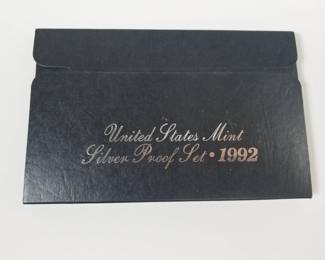 United States Mint
Silver Proof Set • 1992